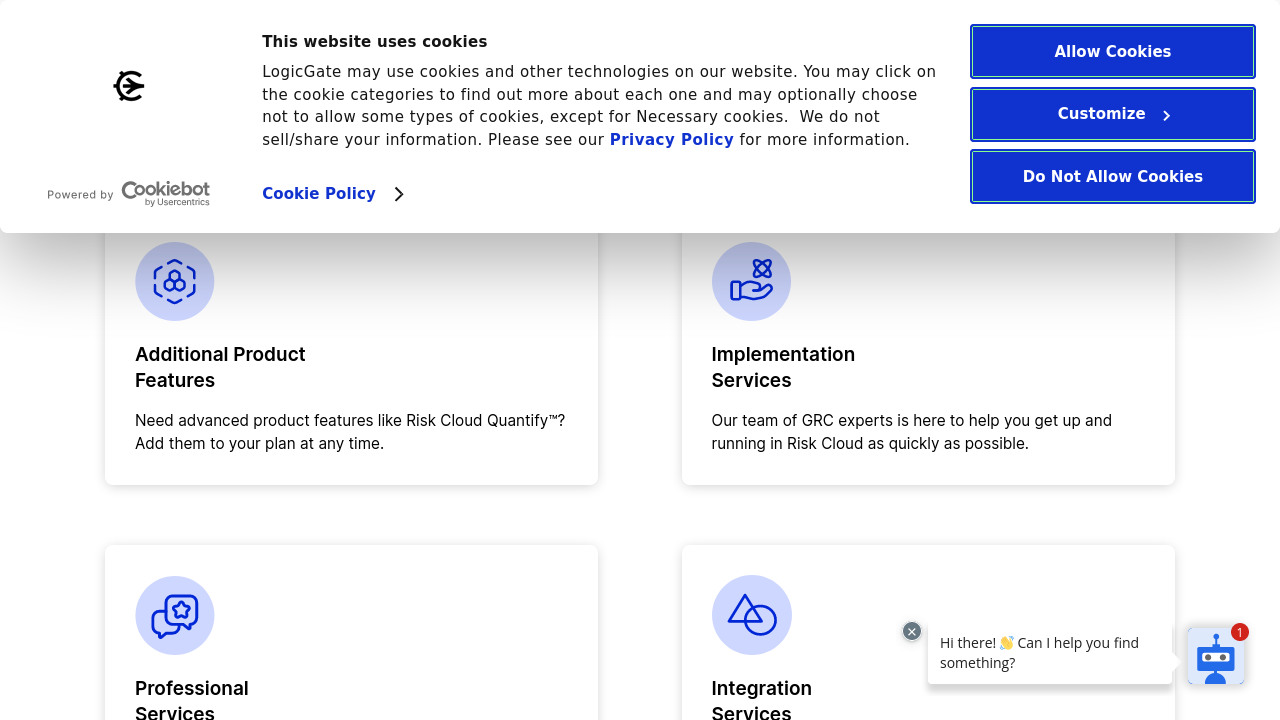 This website uses cookies
LogicGate may use cookies and other technologies on our website. You may click on
the cookie categories to find out more about each one and may optionally choose
not to allow some types of cookies, except for Necessary cookies.  We do not
sell/share your information. Please see our Privacy Policy for more information.
Cookie Policy
Powered by Cookiebot
by Usercentrics
Allow Cookies
Customize
Do Not Allow Cookies
Additional Product
Features
Need advanced product features like Risk Cloud Quantify™?
Add them to your plan at any time.
Implementation
Services
Our team of GRC experts is here to help you get up and
running in Risk Cloud as quickly as possible.
Professional
Services
Integration
Services
Hi there! 👋 Can I help you find
something?
1